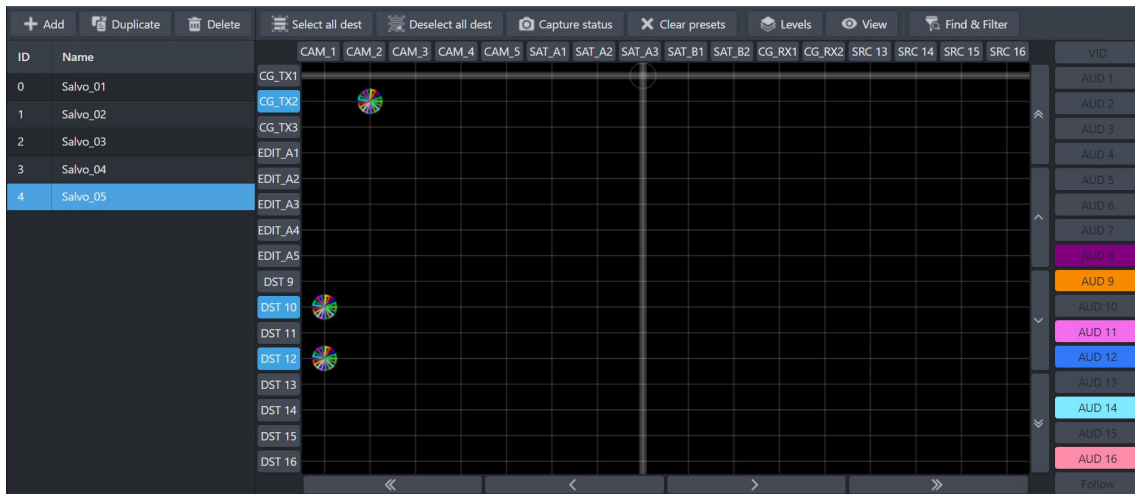 Add Duplicate Delete Select all dest Deselect all dest Capture status Clear presets Levels View Find & Filter
ID Name CAM_1 CAM_2 CAM_3 CAM_4 CAM_5 SAT_A1 SAT_A2 SAT_A3 SAT_B1 SAT_B2 CG_RX1 CG_RX2 SRC 13 SRC 14 SRC 15 SRC 16 VID
0 Salvo_01
1 Salvo_02
2 Salvo_03
3 Salvo_04
4 Salvo_05
CG_TX1 AUD 1
CG_TX2 AUD 2
CG_TX3 AUD 3
EDIT_A1 AUD 4
EDIT_A2 AUD 5
EDIT_A3 AUD 6
EDIT_A4 AUD 7
EDIT_A5 AUD 8
DST 9 AUD 9
DST 10 AUD 10
DST 11 AUD 11
DST 12 AUD 12
DST 13 AUD 13
DST 14 AUD 14
DST 15 AUD 15
DST 16 AUD 16
Follow